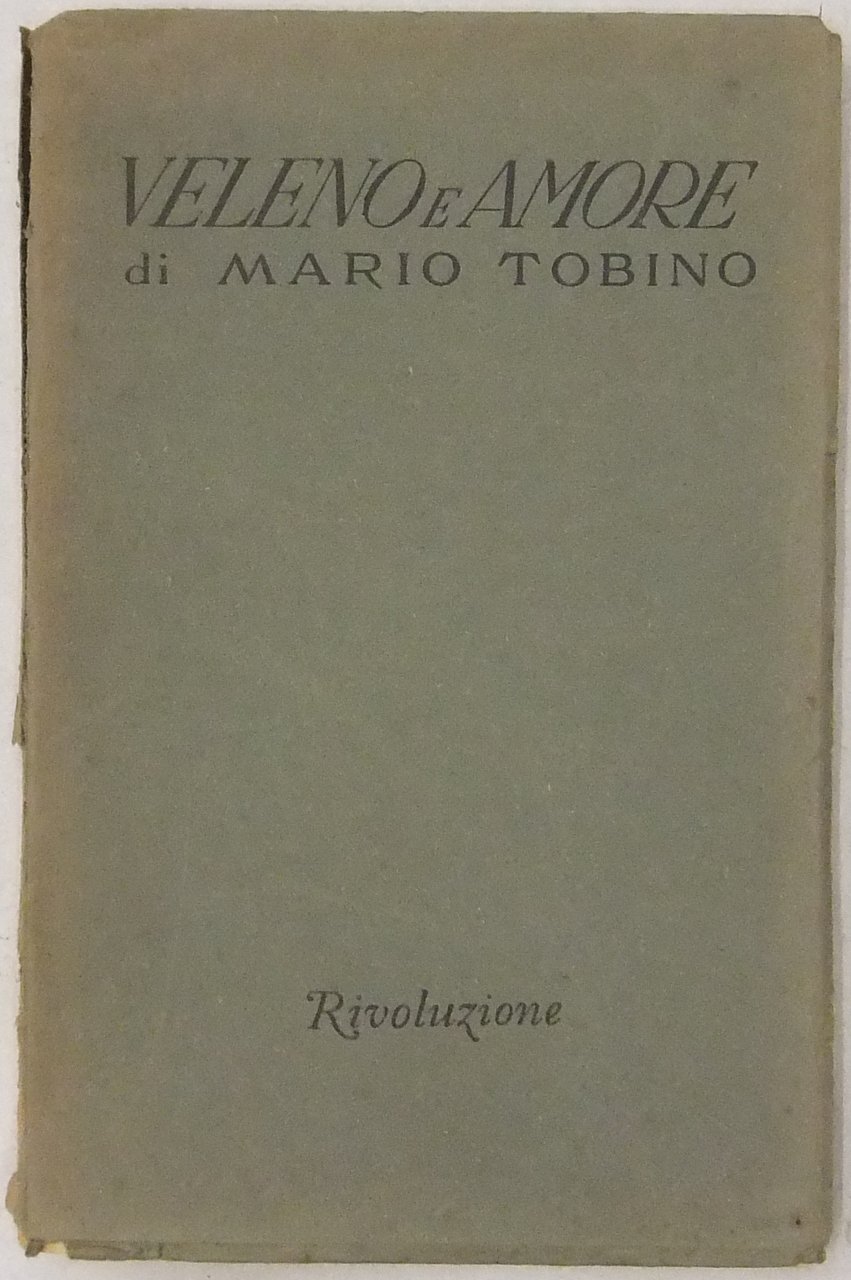 VELENO E AMORE
di MARIO TOBINO
Rivoluzione